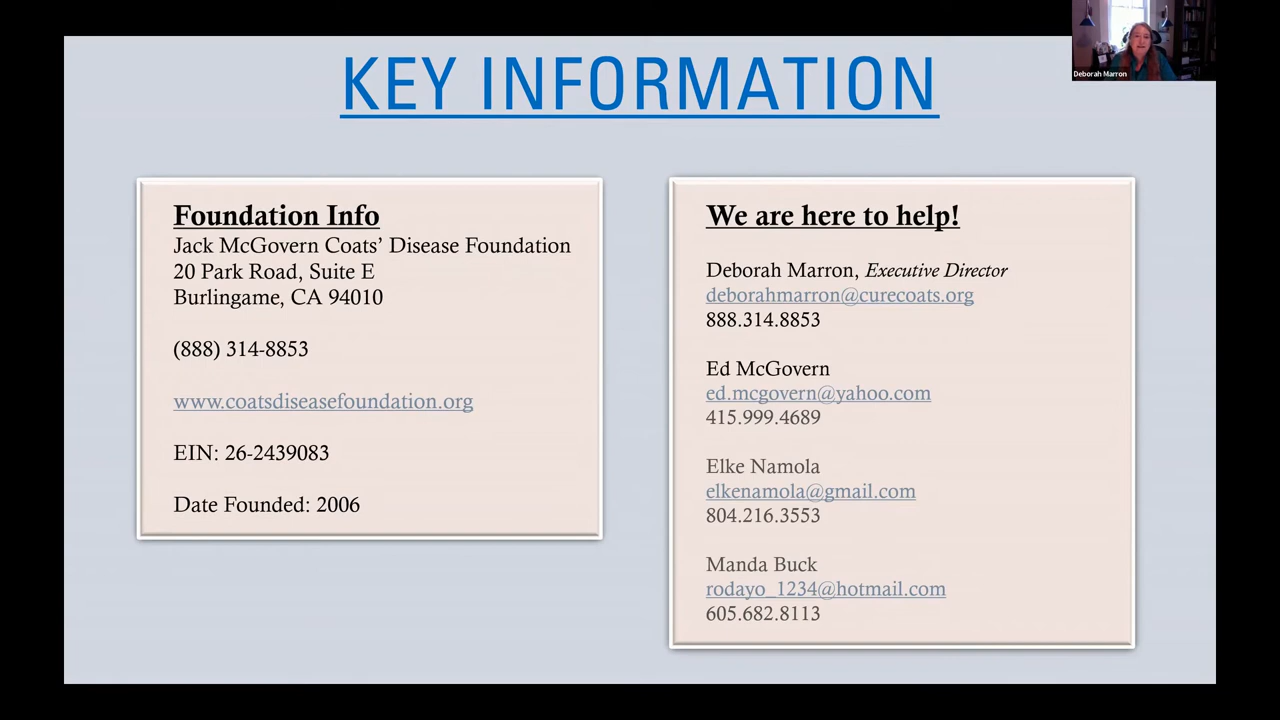 KEY INFORMATION
Deborah Marron
Foundation Info
Jack McGovern Coats’ Disease Foundation
20 Park Road, Suite E
Burlingame, CA 94010
(888) 314-8853
www.coatsdiseasefoundation.org
EIN: 26-2439083
Date Founded: 2006
We are here to help!
Deborah Marron, Executive Director
deborahmarron@curecoats.org
888.314.8853
Ed McGovern
ed.mcgovern@yahoo.com
415.999.4689
Elke Namola
elkenamola@gmail.com
804.216.3553
Manda Buck
rodayo_1234@hotmail.com
605.682.8113